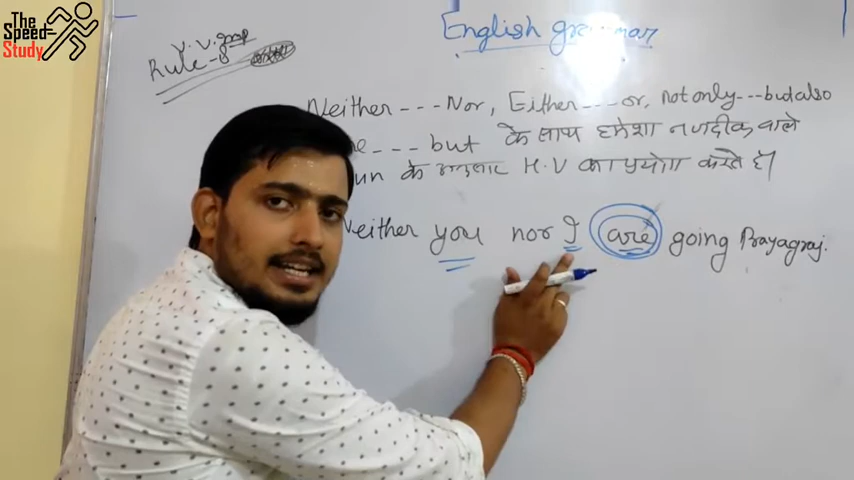 The
Speed
Study
English grammar
V.V. Imp
Rule-8
Neither --- Nor, Either --- or, not only --- but also
--- but के साथ हमेशा नजदीक वाले
के अनुसार H.V का प्रयोग करते हैं।
Neither you nor I are going Prayagraj.